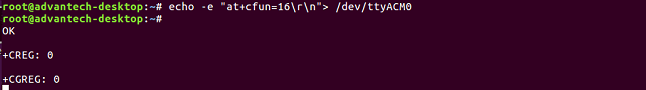 root@advantech-desktop:~# echo -e "at+cfun=16\r\n"> /dev/ttyACM0
root@advantech-desktop:~#
OK
+CREG: 0
+CGREG: 0